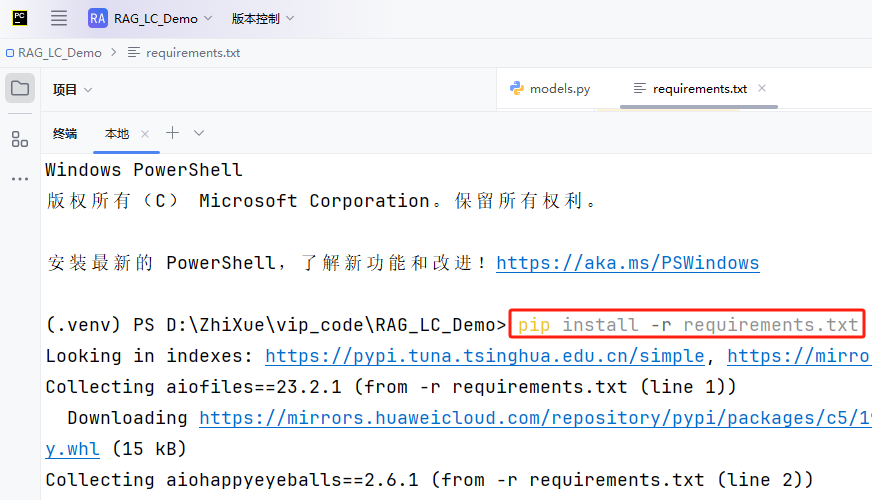 PC
RA RAG_LC_Demo 版本控制
RAG_LC_Demo requirements.txt
项目 models.py requirements.txt
终端 本地
Windows PowerShell
版权所有（C） Microsoft Corporation。保留所有权利。
安装最新的 PowerShell，了解新功能和改进！https://aka.ms/PSWindows
(.venv) PS D:\ZhiXue\vip_code\RAG_LC_Demo> pip install -r requirements.txt
Looking in indexes: https://pypi.tuna.tsinghua.edu.cn/simple, https://mirro
Collecting aiofiles==23.2.1 (from -r requirements.txt (line 1))
Downloading https://mirrors.huaweicloud.com/repository/pypi/packages/c5/19
y.whl (15 kB)
Collecting aiohappyeyeballs==2.6.1 (from -r requirements.txt (line 2))